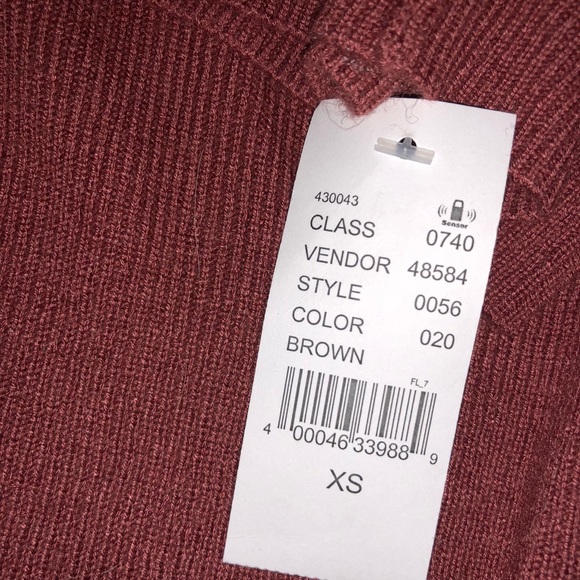 430043
Sensor
CLASS 0740
VENDOR 48584
STYLE 0056
COLOR 020
BROWN
FL_7
4 00046 33988 9
XS